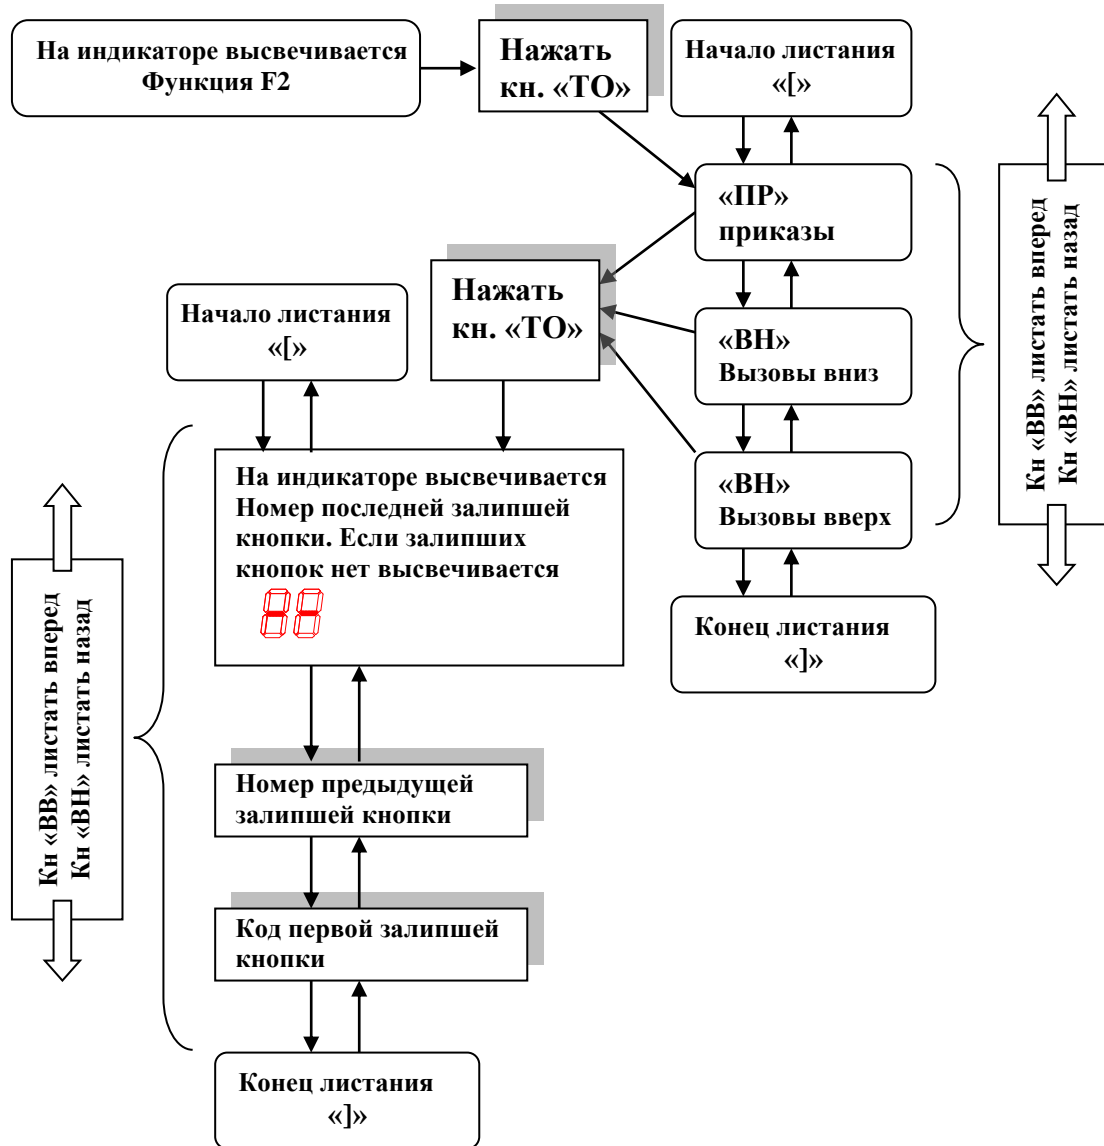 На индикаторе высвечивается
Функция F2
Нажать
кн. «ТО»
Начало листания
«[»
«ПР»
приказы
«ВН»
Вызовы вниз
«ВН»
Вызовы вверх
Конец листания
«]»
Кн «ВВ» листать вперед
Кн «ВН» листать назад
Нажать
кн. «ТО»
Начало листания
«[»
На индикаторе высвечивается
Номер последней залипшей
кнопки. Если залипших
кнопок нет высвечивается
--
Номер предыдущей
залипшей кнопки
Код первой залипшей
кнопки
Конец листания
«]»
Кн «ВВ» листать вперед
Кн «ВН» листать назад